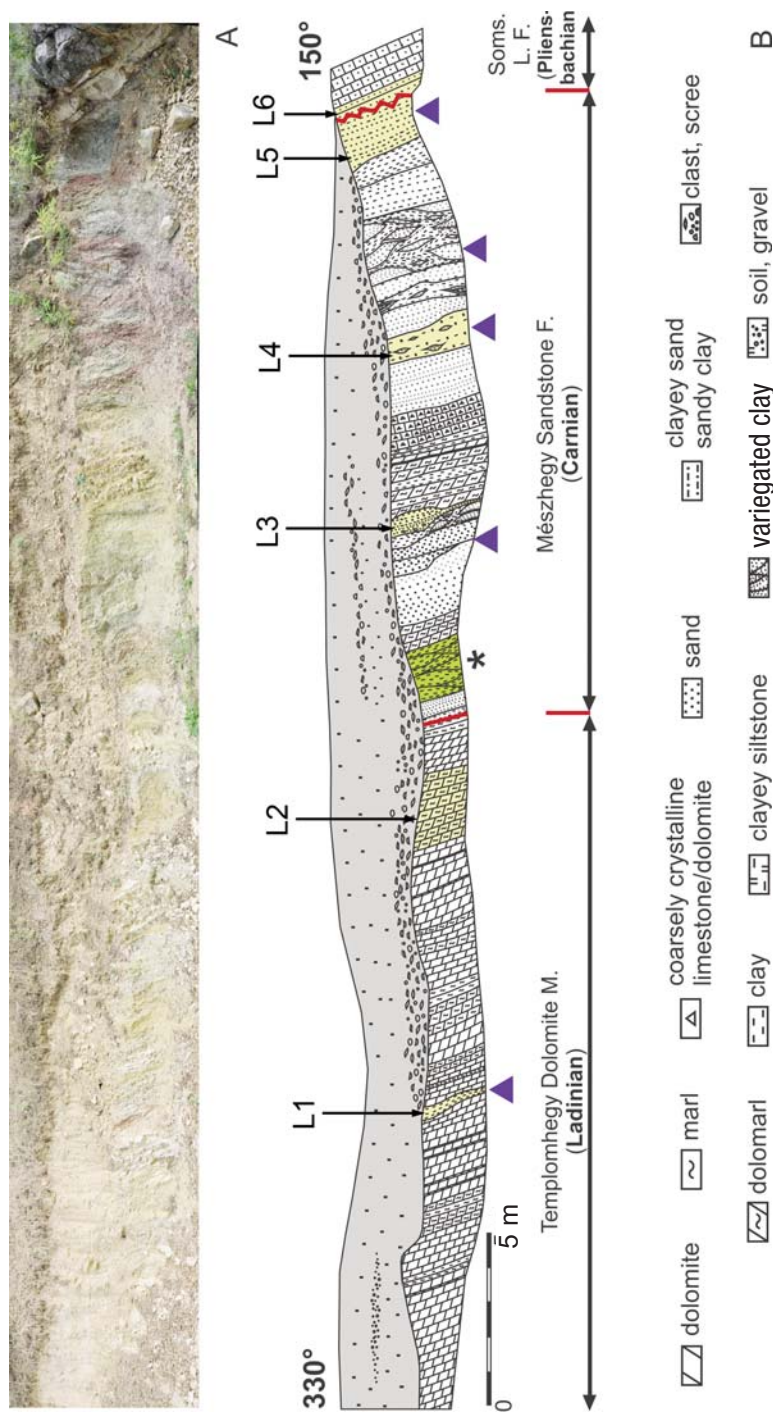 A
330°
150°
L1
L2
L3
L4
L5
L6
*
0
5 m
Templomhegy Dolomite M.
(Ladinian)
Mészhegy Sandstone F.
(Carnian)
Soms.
L. F.
(Pliens-
bachian
dolomite
marl
coarsely crystalline
limestone/dolomite
sand
clayey sand
sandy clay
clast, scree
dolomarl
clay
clayey siltstone
variegated clay
soil, gravel
B